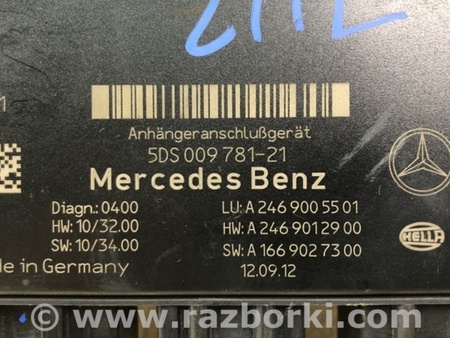 Anhängeranschlußgerät
5DS 009 781-21
Mercedes Benz
Diagn.: 0400
LU: A 246 900 55 01
HW: 10/32.00
HW: A 246 901 29 00
SW: 10/34.00
SW: A 166 902 73 00
HELLA
de in Germany
12.09.12
© www.razborki.com